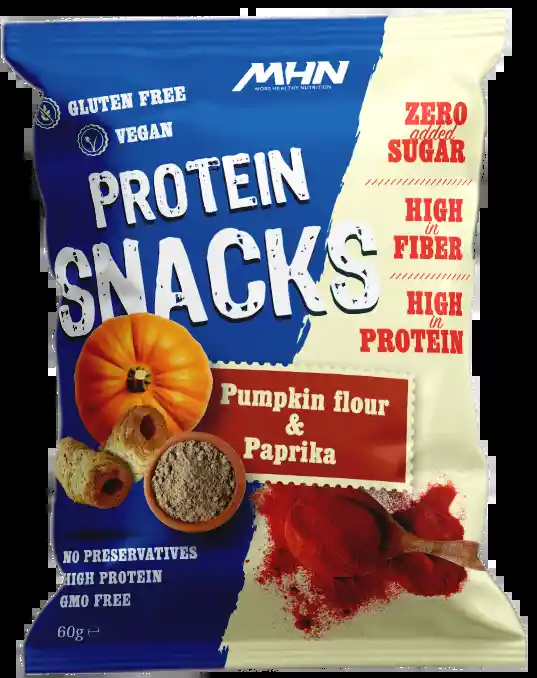 MHN
MORE HEALTHY NUTRITION
GLUTEN FREE
VEGAN
PROTEIN
SNACKS
ZERO
added
SUGAR
HIGH
in
FIBER
HIGH
in
PROTEIN
Pumpkin flour
&
Paprika
NO PRESERVATIVES
HIGH PROTEIN
GMO FREE
60g ℮